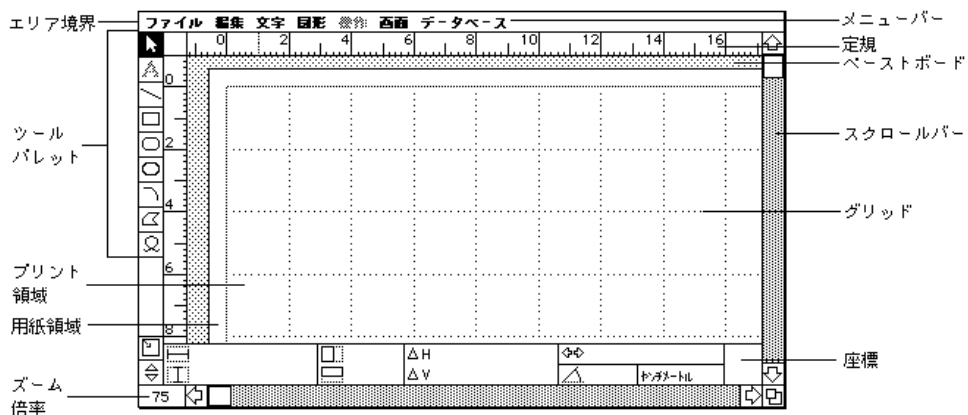 エリア境界
ファイル 編集 文字 図形 操作 画面 データベース
メニューバー
定規
ペーストボード
0 2 4 6 8 10 12 14 16
0
2
4
6
8
ツール
パレット
スクロールバー
グリッド
プリント
領域
用紙領域
△H
△V
センチメートル
座標
ズーム
倍率
75